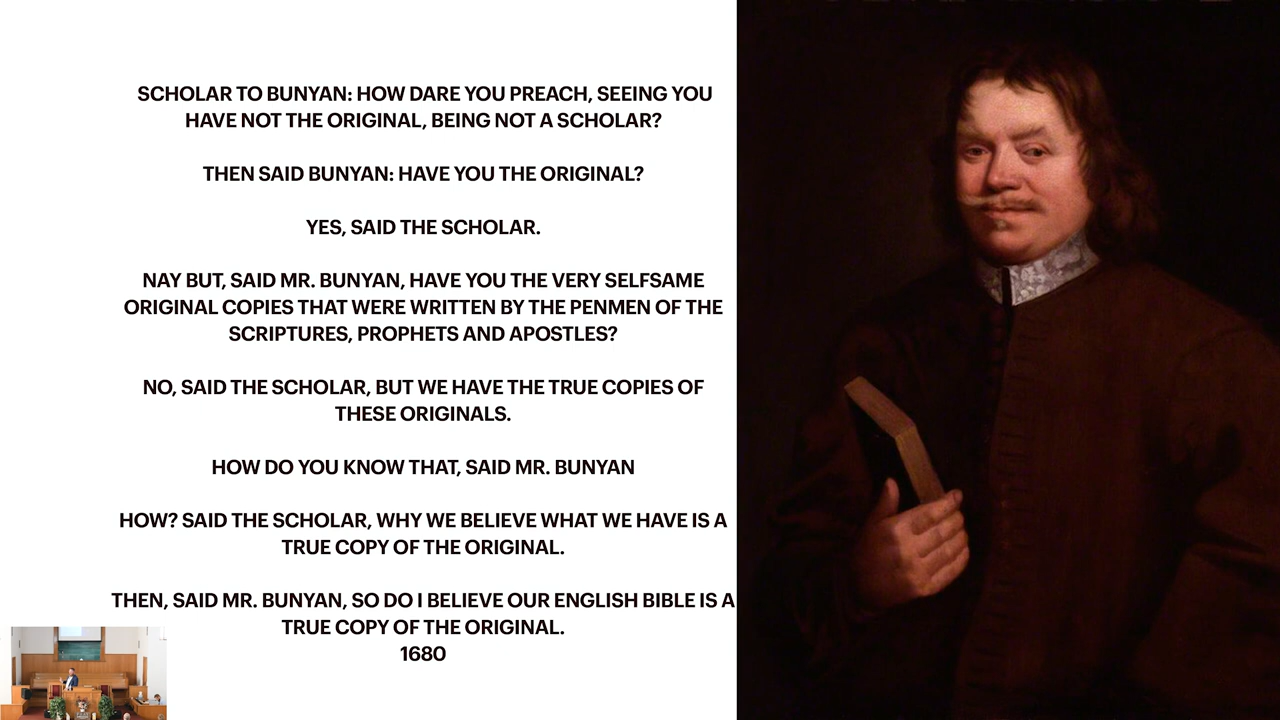 SCHOLAR TO BUNYAN: HOW DARE YOU PREACH, SEEING YOU
HAVE NOT THE ORIGINAL, BEING NOT A SCHOLAR?
THEN SAID BUNYAN: HAVE YOU THE ORIGINAL?
YES, SAID THE SCHOLAR.
NAY BUT, SAID MR. BUNYAN, HAVE YOU THE VERY SELFSAME
ORIGINAL COPIES THAT WERE WRITTEN BY THE PENMEN OF THE
SCRIPTURES, PROPHETS AND APOSTLES?
NO, SAID THE SCHOLAR, BUT WE HAVE THE TRUE COPIES OF
THESE ORIGINALS.
HOW DO YOU KNOW THAT, SAID MR. BUNYAN
HOW? SAID THE SCHOLAR, WHY WE BELIEVE WHAT WE HAVE IS A
TRUE COPY OF THE ORIGINAL.
THEN, SAID MR. BUNYAN, SO DO I BELIEVE OUR ENGLISH BIBLE IS A
TRUE COPY OF THE ORIGINAL.
1680